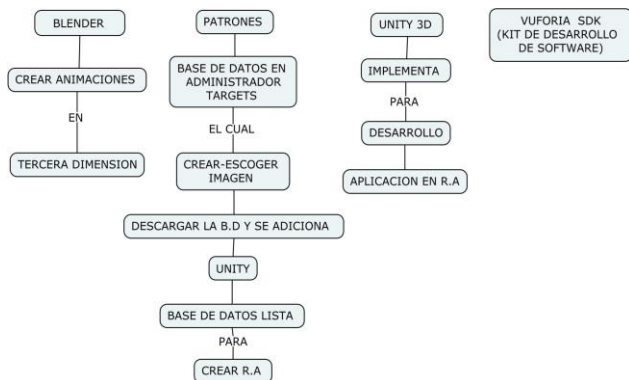 BLENDER
CREAR ANIMACIONES
EN
TERCERA DIMENSION
PATRONES
BASE DE DATOS EN
ADMINISTRADOR
TARGETS
EL CUAL
CREAR-ESCOGER
IMAGEN
DESCARGAR LA B.D Y SE ADICIONA
UNITY
BASE DE DATOS LISTA
PARA
CREAR R.A
UNITY 3D
IMPLEMENTA
PARA
DESARROLLO
APLICACION EN R.A
VUFORIA SDK
(KIT DE DESARROLLO
DE SOFTWARE)